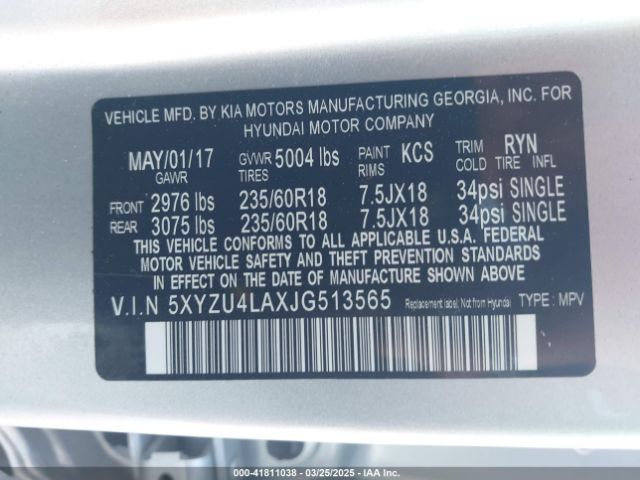 VEHICLE MFD. BY KIA MOTORS MANUFACTURING GEORGIA, INC. FOR
HYUNDAI MOTOR COMPANY
MAY/01/17 GVWR 5004 lbs PAINT KCS TRIM RYN
GAWR TIRES RIMS COLD TIRE INFL
FRONT 2976 lbs 235/60R18 7.5JX18 34psi SINGLE
REAR 3075 lbs 235/60R18 7.5JX18 34psi SINGLE
THIS VEHICLE CONFORMS TO ALL APPLICABLE U.S.A. FEDERAL
MOTOR VEHICLE SAFETY AND THEFT PREVENTION STANDARDS
IN EFFECT ON THE DATE OF MANUFACTURE SHOWN ABOVE.
V.I.N 5XYZU4LAXJG513565 Replacement label: Not from Hyundai TYPE : MPV
000-41811038 - 03/25/2025 - IAA Inc.